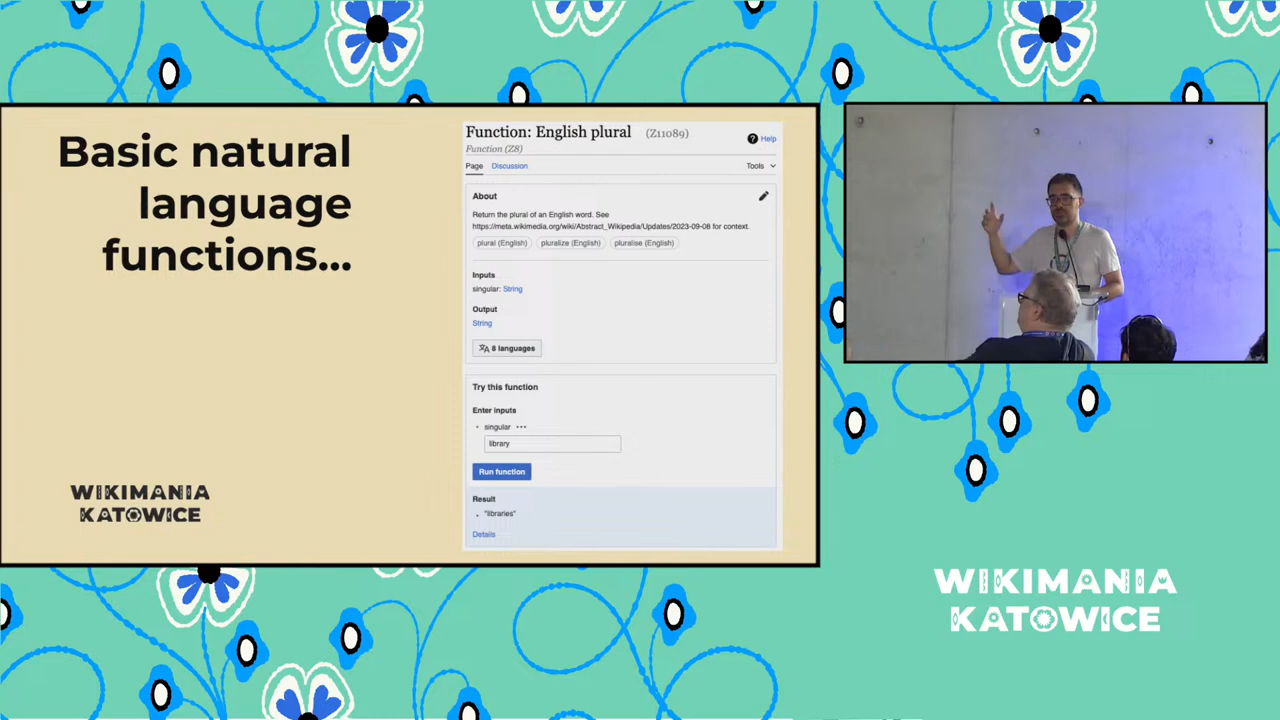 Basic natural
language
functions...
WIKIMANIA
KATOWICE
Function: English plural (Z11089)
Help
Function (Z8)
Page Discussion
Tools
About
Return the plural of an English word. See
https://meta.wikimedia.org/wiki/Abstract_Wikipedia/Updates/2023-09-08 for context.
plural (English) pluralize (English) pluralise (English)
Inputs
singular: String
Output
String
8 languages
Try this function
Enter inputs
singular •••
library
Run function
Result
"libraries"
Details
WIKIMANIA
KATOWICE